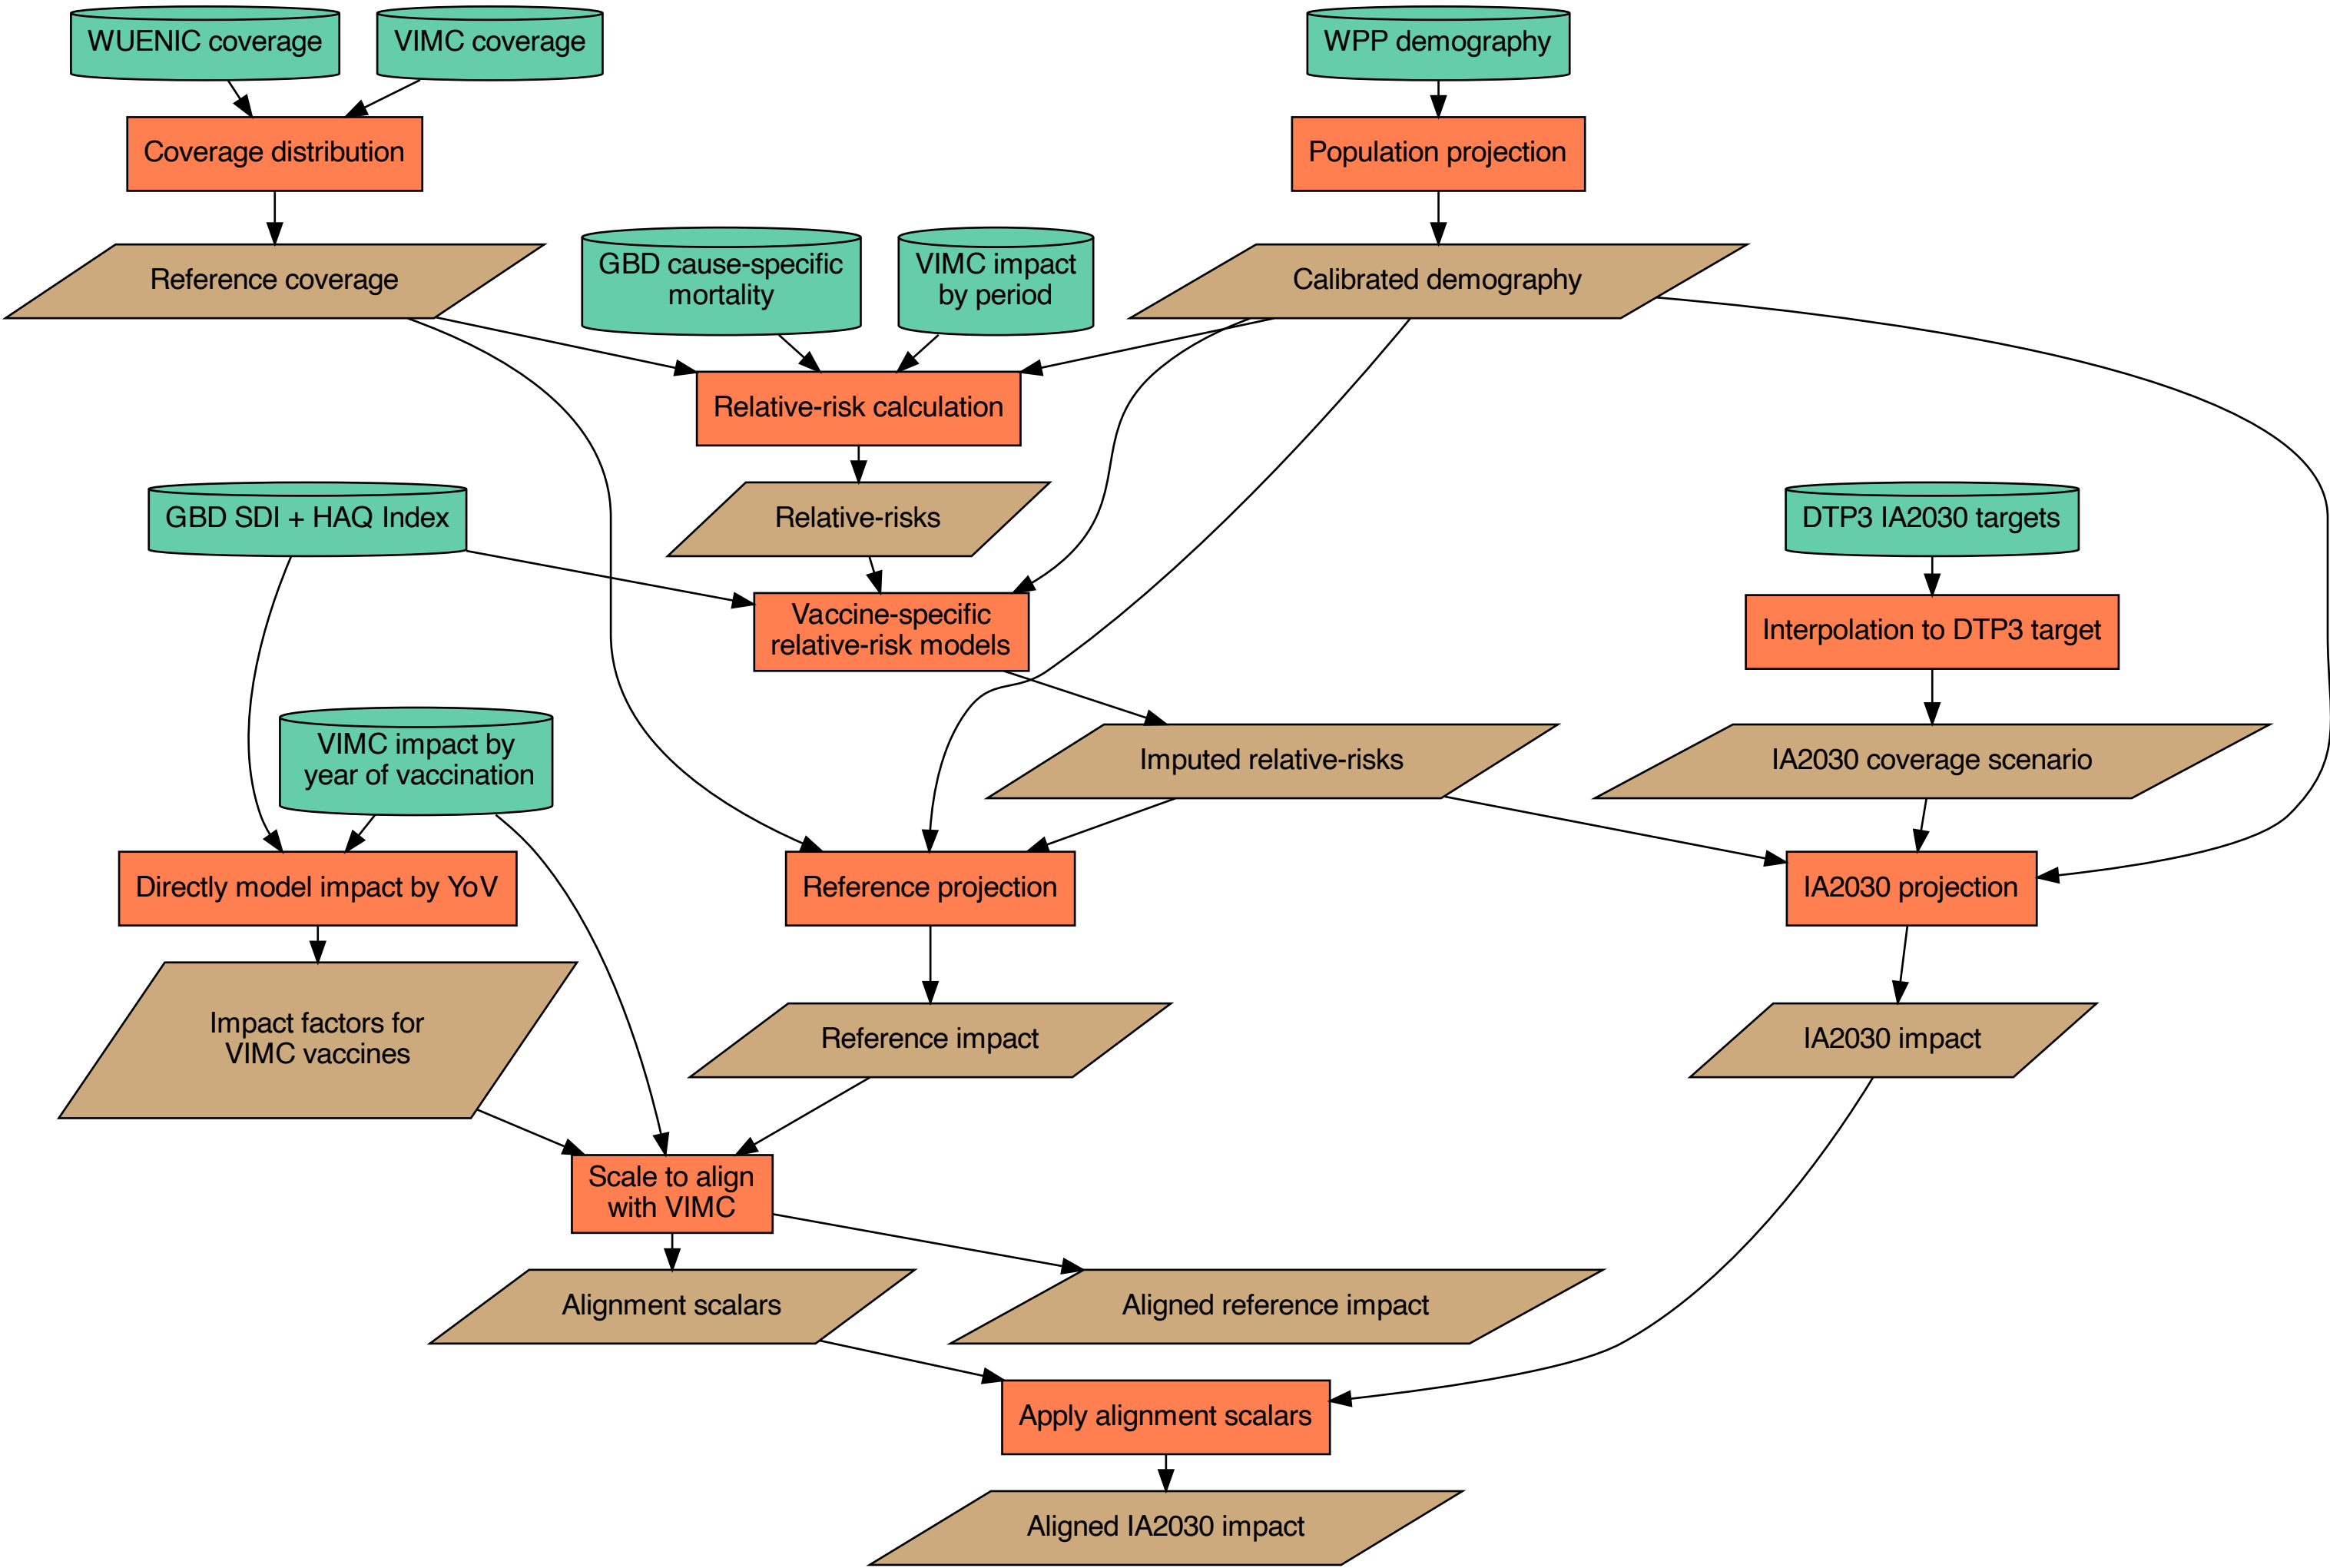 WUENIC coverage
VIMC coverage
WPP demography
Coverage distribution
Population projection
Reference coverage
GBD cause-specific
mortality
VIMC impact
by period
Calibrated demography
Relative-risk calculation
GBD SDI + HAQ Index
Relative-risks
DTP3 IA2030 targets
Vaccine-specific
relative-risk models
Interpolation to DTP3 target
VIMC impact by
year of vaccination
Imputed relative-risks
IA2030 coverage scenario
Directly model impact by YoV
Reference projection
IA2030 projection
Impact factors for
VIMC vaccines
Reference impact
IA2030 impact
Scale to align
with VIMC
Alignment scalars
Aligned reference impact
Apply alignment scalars
Aligned IA2030 impact